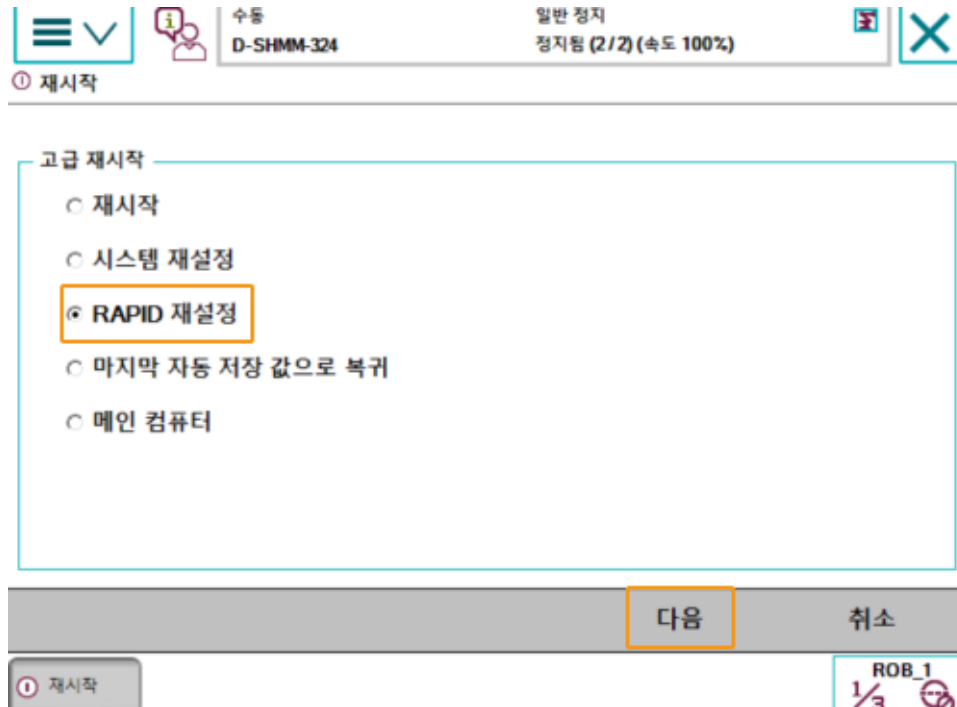 수동
D-SHMM-324
일반 정지
정지됨 (2/2) (속도 100%)
재시작
고급 재시작
재시작
시스템 재설정
RAPID 재설정
마지막 자동 저장 값으로 복귀
메인 컴퓨터
다음
취소
재시작
ROB_1
1/3